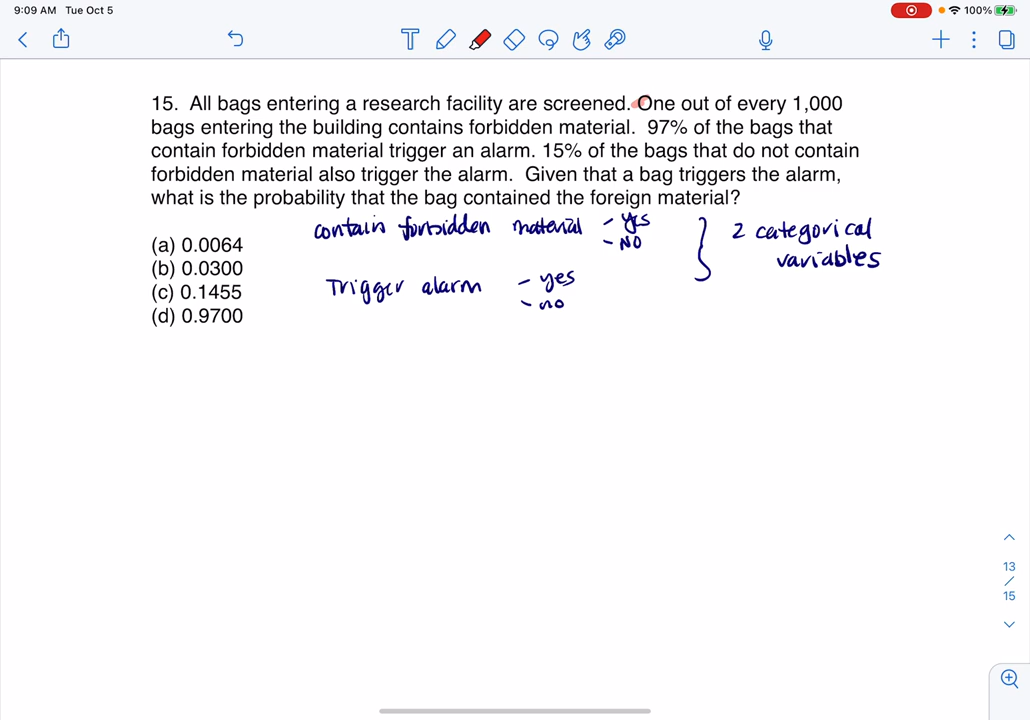 9:09 AM Tue Oct 5
100%
15. All bags entering a research facility are screened. One out of every 1,000
bags entering the building contains forbidden material. 97% of the bags that
contain forbidden material trigger an alarm. 15% of the bags that do not contain
forbidden material also trigger the alarm. Given that a bag triggers the alarm,
what is the probability that the bag contained the foreign material?
contain forbidden material - yes
- NO
2 categorical
variables
(a) 0.0064
(b) 0.0300
(c) 0.1455
(d) 0.9700
Trigger alarm - yes
- no
13
/
15